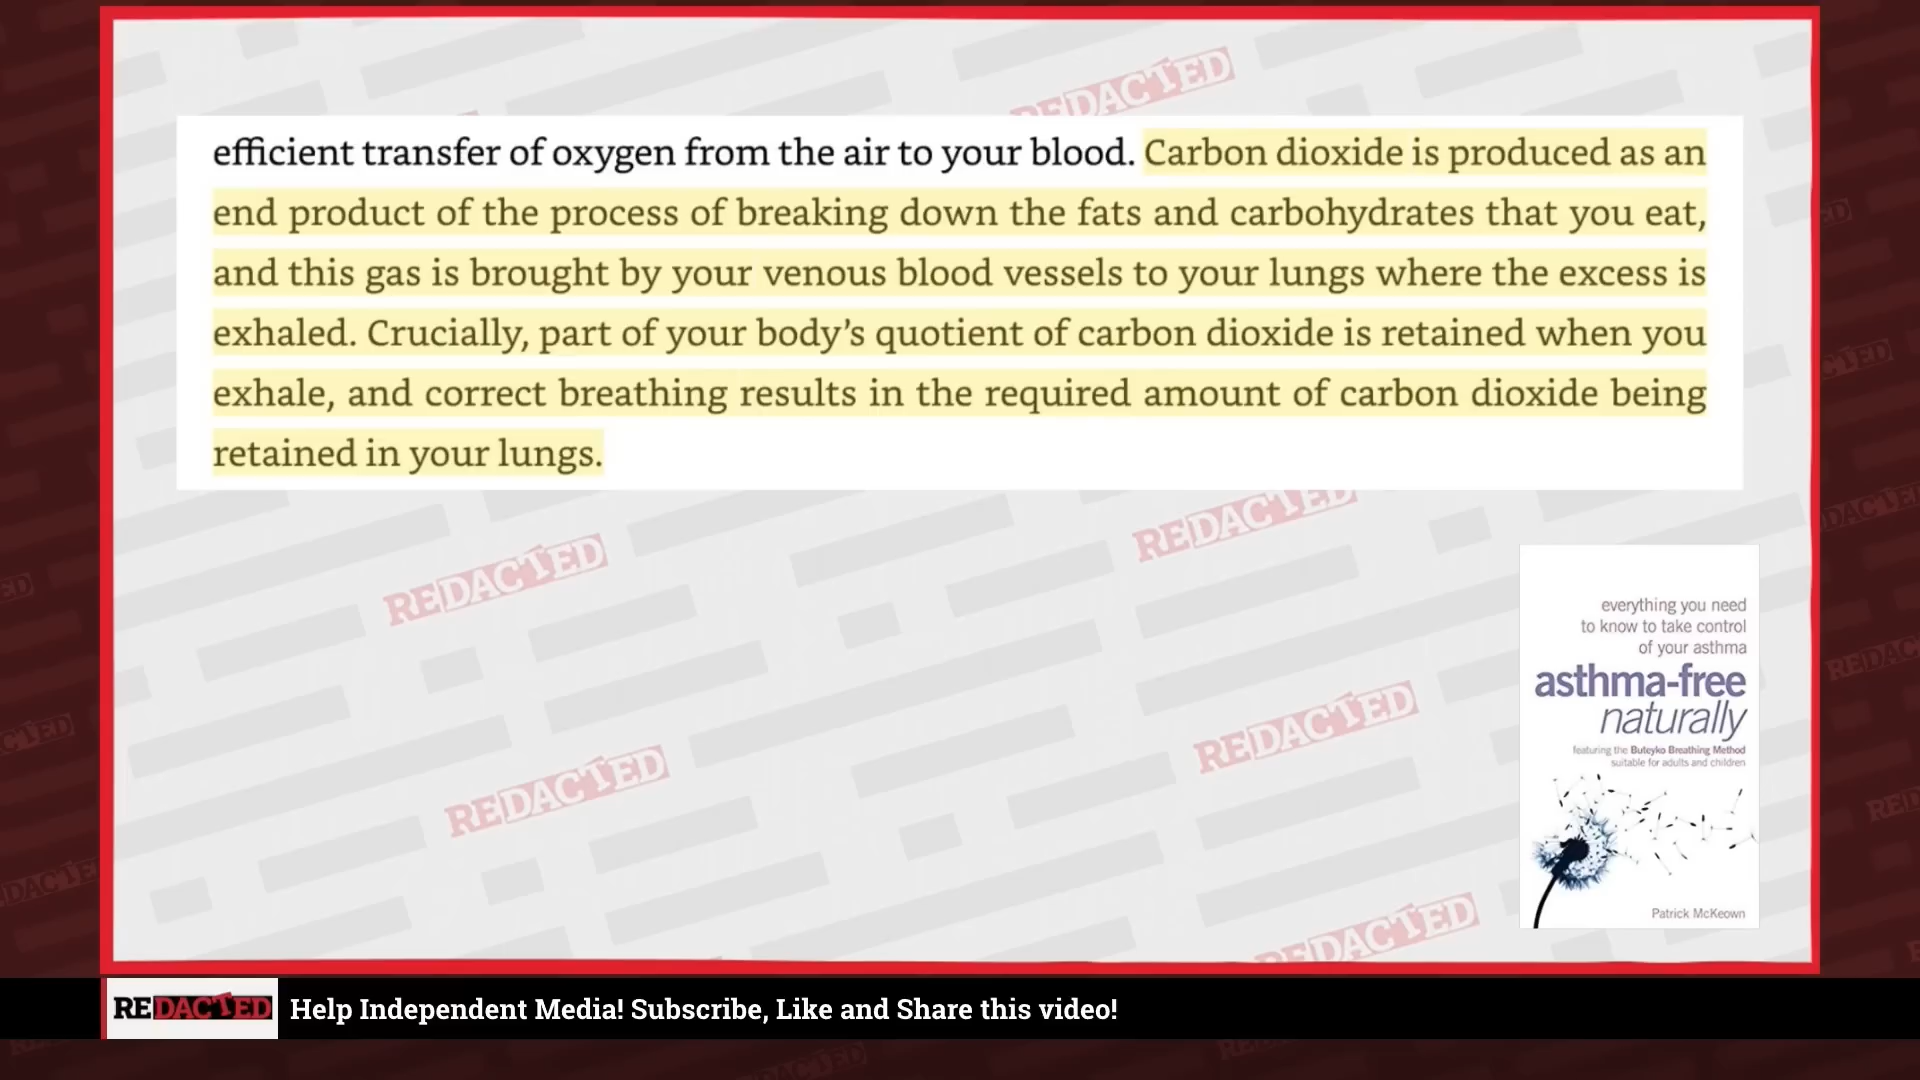 REDACTED
efficient transfer of oxygen from the air to your blood. Carbon dioxide is produced as an
end product of the process of breaking down the fats and carbohydrates that you eat,
and this gas is brought by your venous blood vessels to your lungs where the excess is
exhaled. Crucially, part of your body’s quotient of carbon dioxide is retained when you
exhale, and correct breathing results in the required amount of carbon dioxide being
retained in your lungs.
REDACTED
REDACTED
everything you need
to know to take control
of your asthma
asthma-free
naturally
featuring the Buteyko Breathing Method
suitable for adults and children
REDACTED
REDACTED
Patrick McKeown
REDACTED
REDACTED Help Independent Media! Subscribe, Like and Share this video!